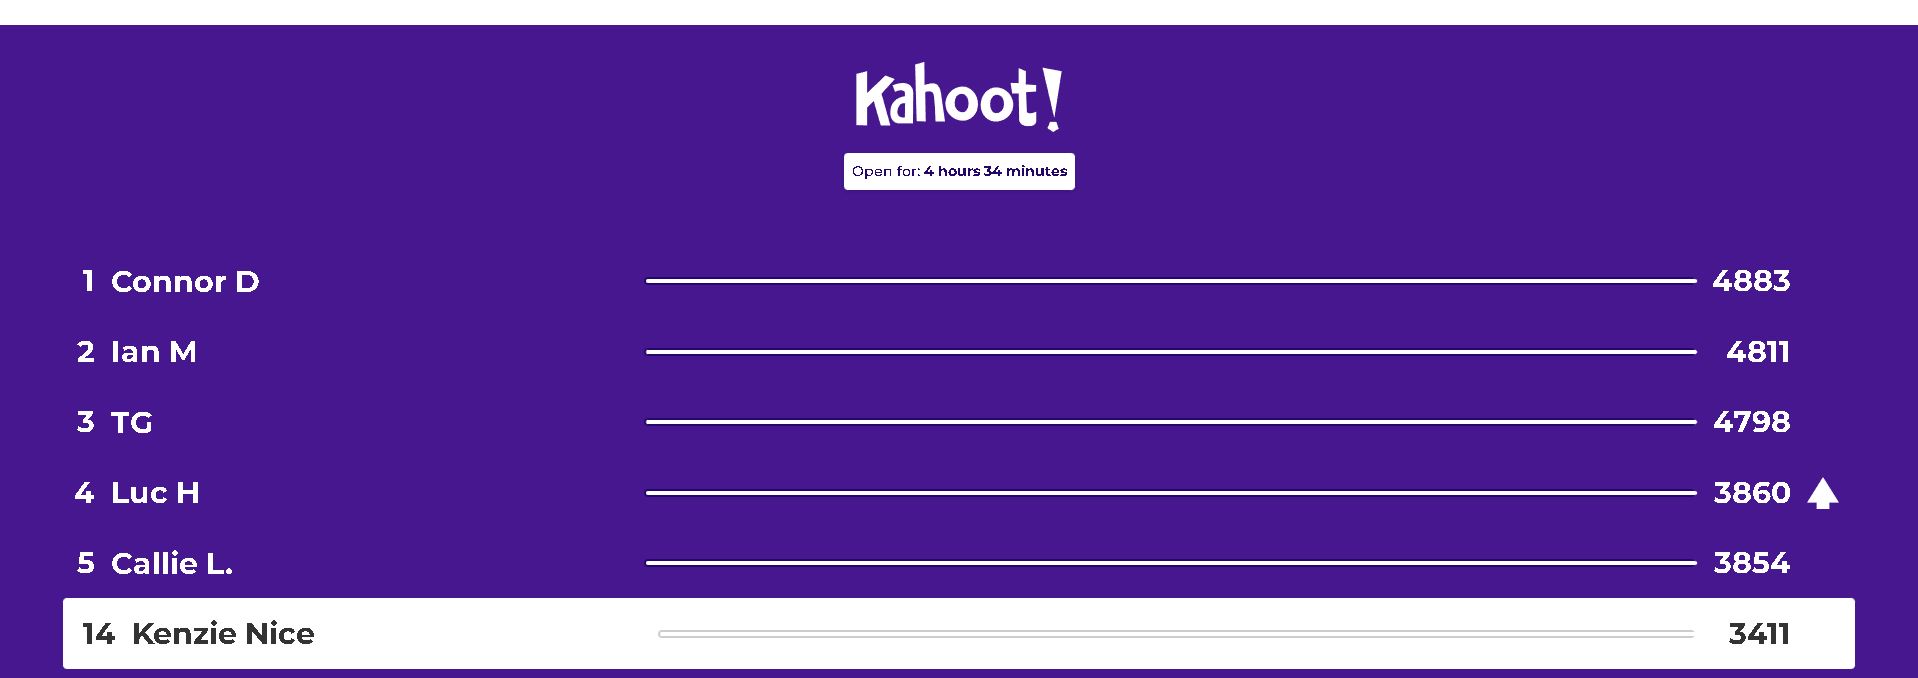 Kahoot!
Open for: 4 hours 34 minutes
1 Connor D 4883
2 Ian M 4811
3 TG 4798
4 Luc H 3860
5 Callie L. 3854
14 Kenzie Nice 3411